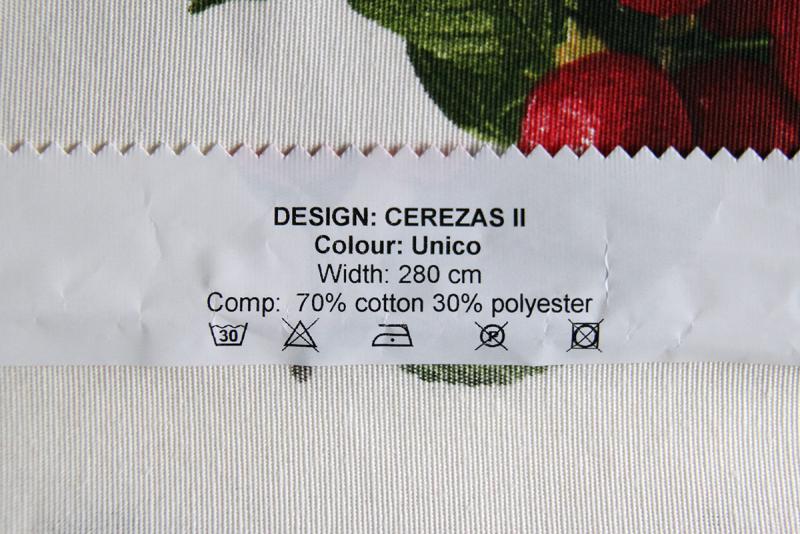 DESIGN: CEREZAS II
Colour: Unico
Width: 280 cm
Comp: 70% cotton 30% polyester
30 P